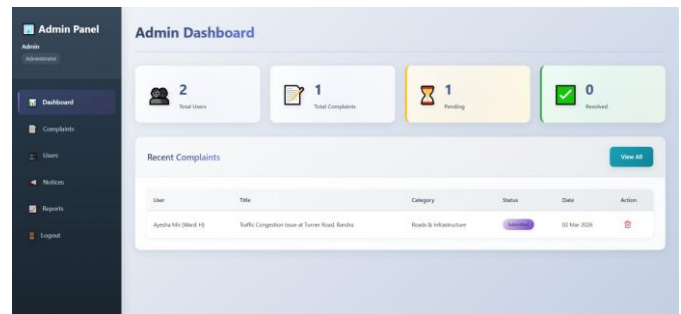 Admin Panel
Admin
Administrator
Dashboard
Complaints
Users
Notices
Reports
Logout
Admin Dashboard
2
Total Users
1
Total Complaints
1
Pending
0
Resolved
Recent Complaints
View All
User Title Category Status Date Action
Ayesha Mir (Ward: H) Traffic Congestion Issue at Turner Road, Bandra Roads & Infrastructure Submitted 02 Mar 2026